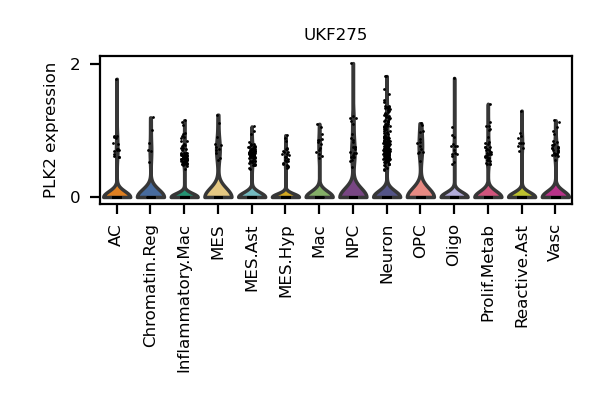 UKF275
PLK2 expression
2
0
AC
Chromatin.Reg
Inflammatory.Mac
MES
MES.Ast
MES.Hyp
Mac
NPC
Neuron
OPC
Oligo
Prolif.Metab
Reactive.Ast
Vasc